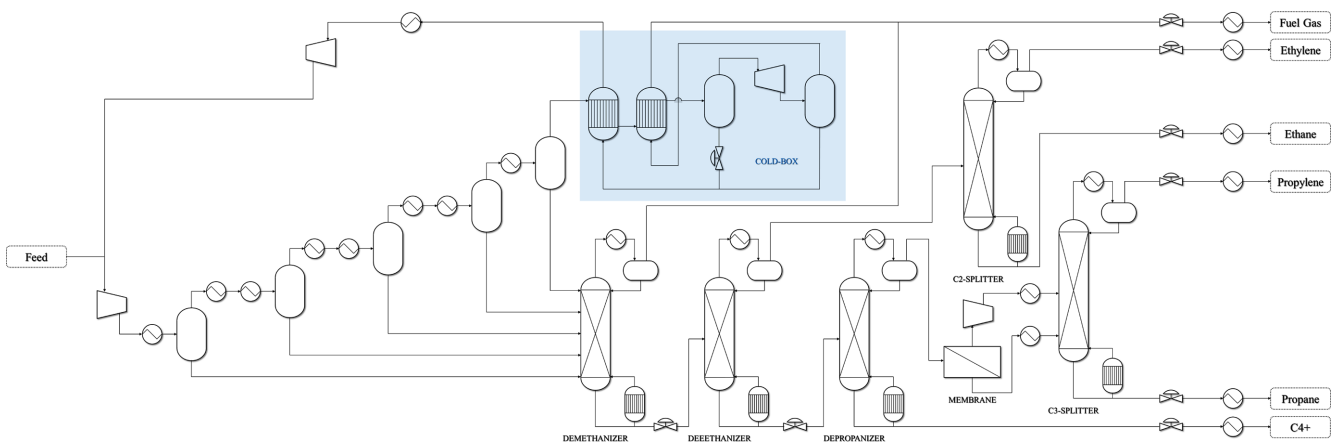 Fuel Gas
Ethylene
COLD-BOX
Ethane
Propylene
Feed
C2-SPLITTER
MEMBRANE
C3-SPLITTER
Propane
DEMETHANIZER
DEEETHANIZER
DEPROPANIZER
C4+